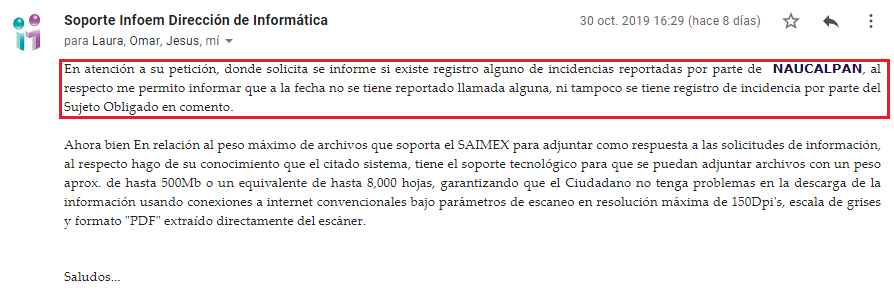 Soporte Infoem Dirección de Informática
30 oct. 2019 16:29 (hace 8 días)
para Laura, Omar, Jesus, mí
En atención a su petición, donde solicita se informe si existe registro alguno de incidencias reportadas por parte de NAUCALPAN, al
respecto me permito informar que a la fecha no se tiene reportado llamada alguna, ni tampoco se tiene registro de incidencia por parte del
Sujeto Obligado en comento.
Ahora bien En relación al peso máximo de archivos que soporta el SAIMEX para adjuntar como respuesta a las solicitudes de información,
al respecto hago de su conocimiento que el citado sistema, tiene el soporte tecnológico para que se puedan adjuntar archivos con un peso
aprox. de hasta 500Mb o un equivalente de hasta 8,000 hojas, garantizando que el Ciudadano no tenga problemas en la descarga de la
información usando conexiones a internet convencionales bajo parámetros de escaneo en resolución máxima de 150Dpi's, escala de grises
y formato "PDF" extraído directamente del escáner.
Saludos...